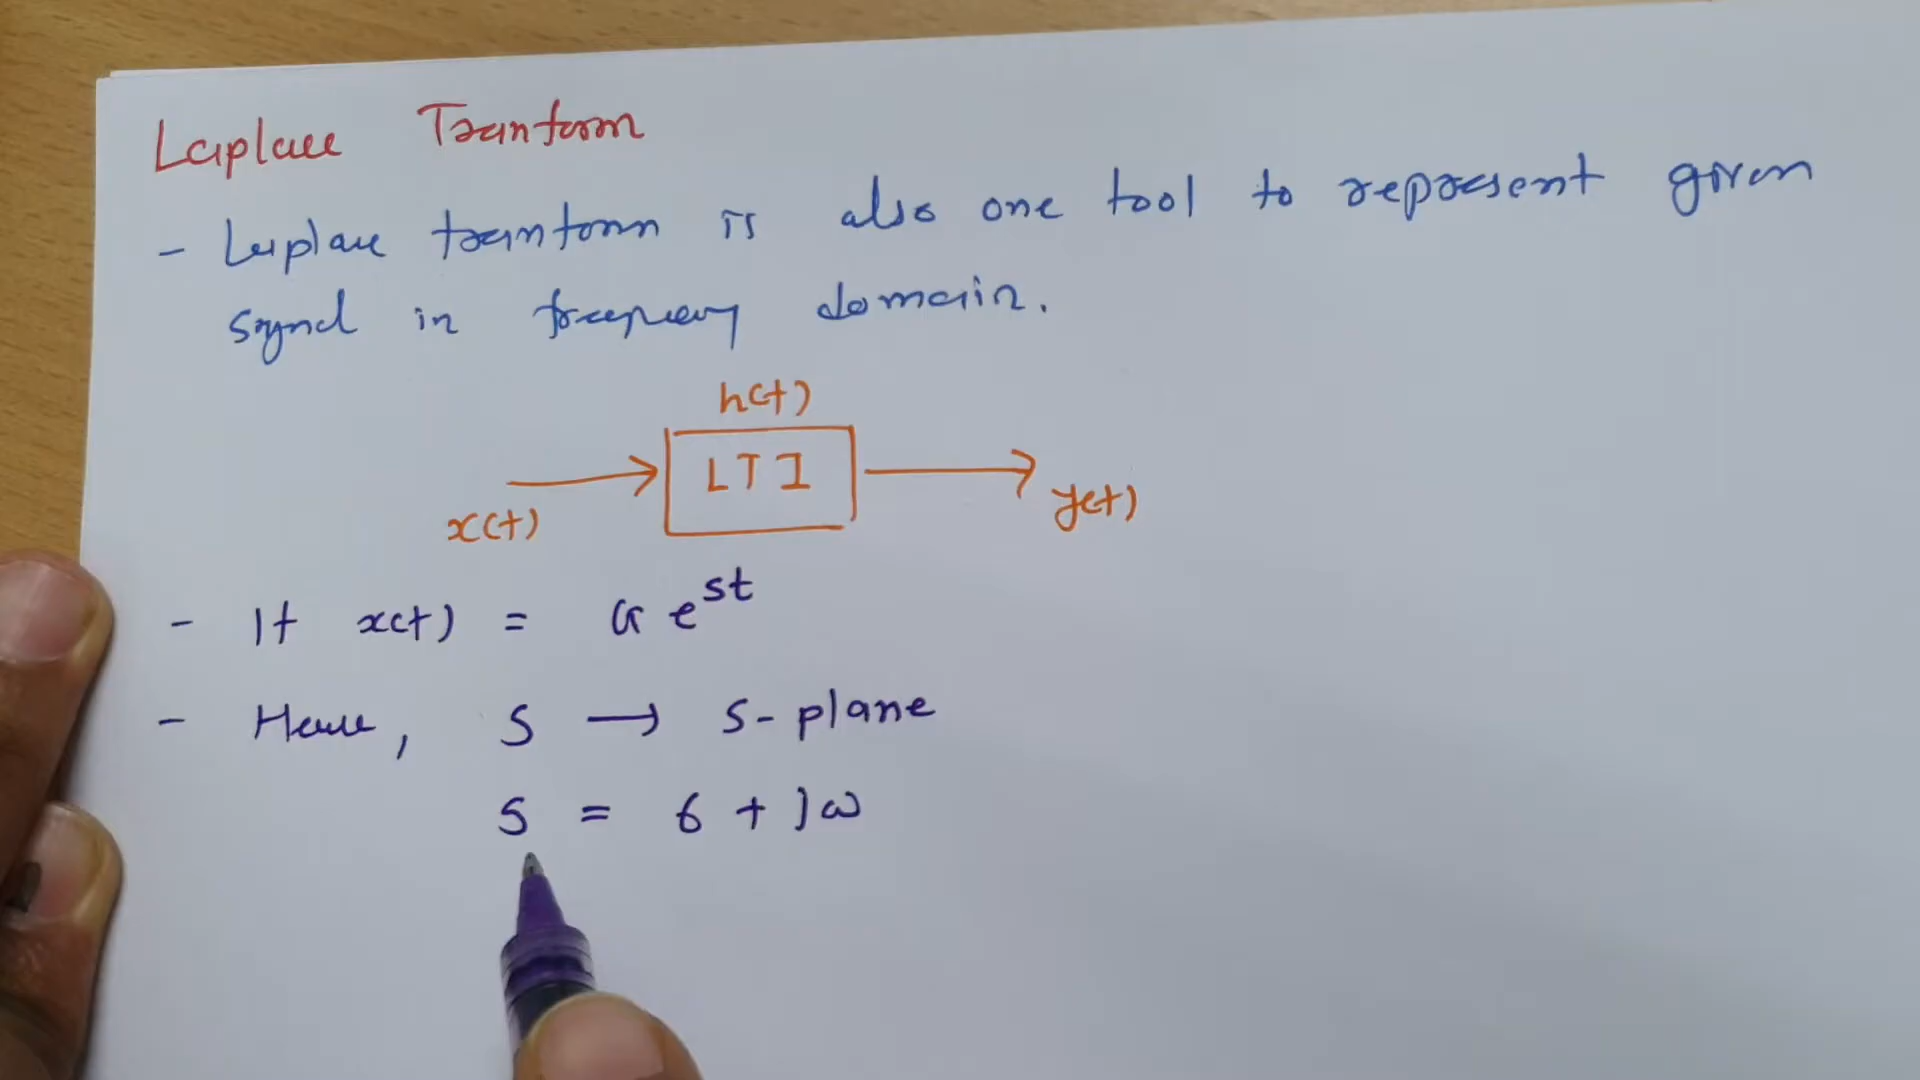 Laplace Transform
- Laplace transform is also one tool to represent given
signal in frequency domain.
h(t)
LTI
x(t)
y(t)
- If x(t) = G e^st
- Here, S → S-plane
S = σ + jω